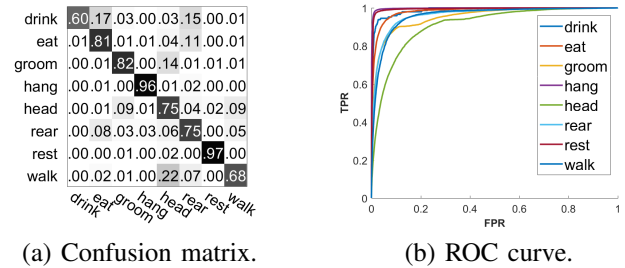 drink .60 .17 .03 .00 .03 .15 .00 .01
eat .01 .81 .01 .01 .04 .11 .00 .01
groom .00 .01 .82 .00 .14 .01 .01 .01
hang .00 .01 .00 .96 .01 .02 .00 .00
head .00 .01 .09 .01 .75 .04 .02 .09
rear .00 .08 .03 .03 .06 .75 .00 .05
rest .00 .00 .01 .00 .02 .00 .97 .00
walk .00 .02 .01 .00 .22 .07 .00 .68
drink eat groom hang head rear rest walk
(a) Confusion matrix.
TPR
1
0.8
0.6
0.4
0.2
0
0 0.2 0.4 0.6 0.8 1
FPR
drink
eat
groom
hang
head
rear
rest
walk
(b) ROC curve.